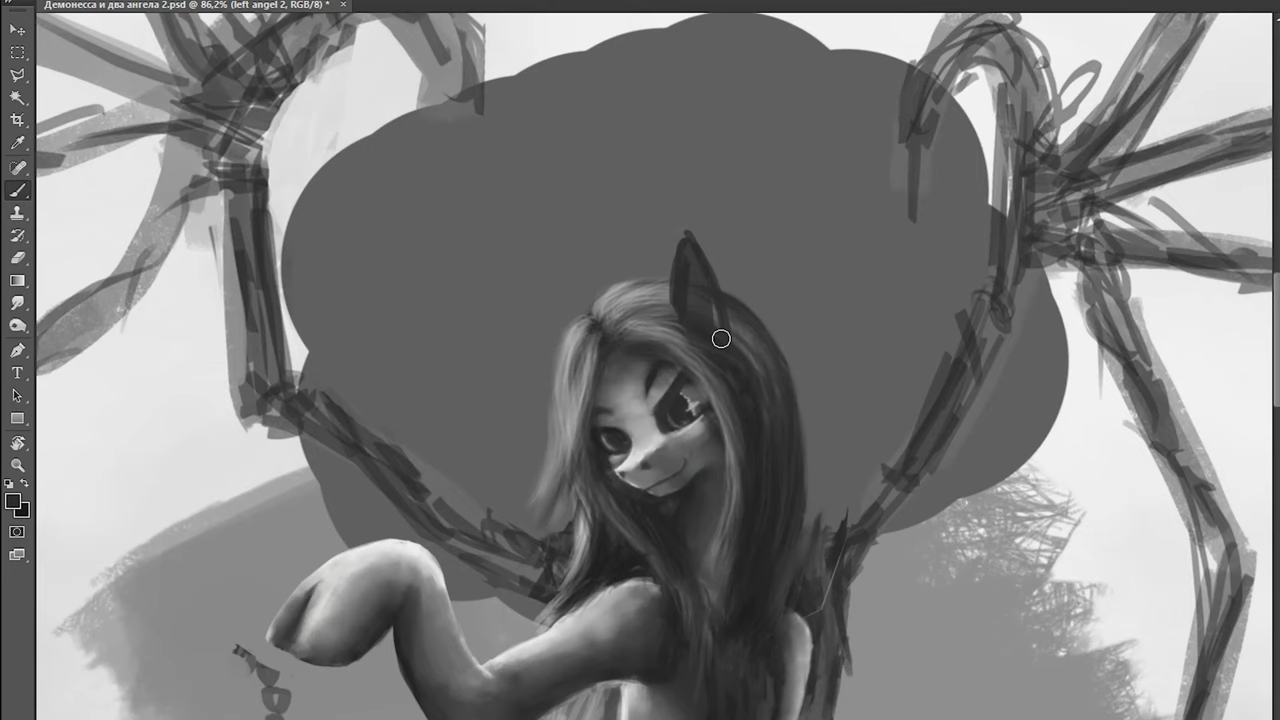 Демонесса и два ангела 2.psd @ 86,2% (left angel 2, RGB/8) * ×